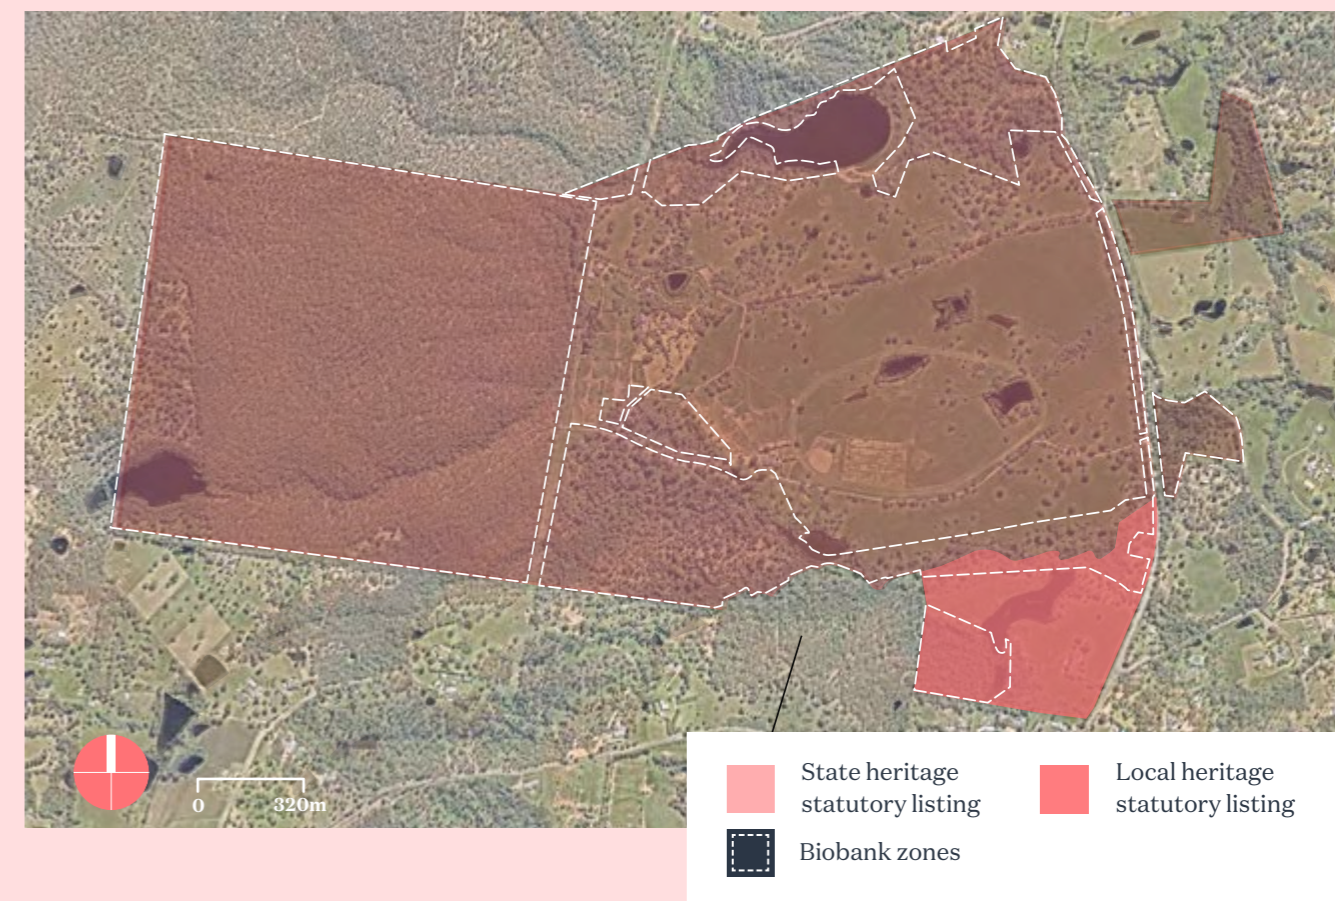 0 320m
State heritage
statutory listing
Local heritage
statutory listing
Biobank zones